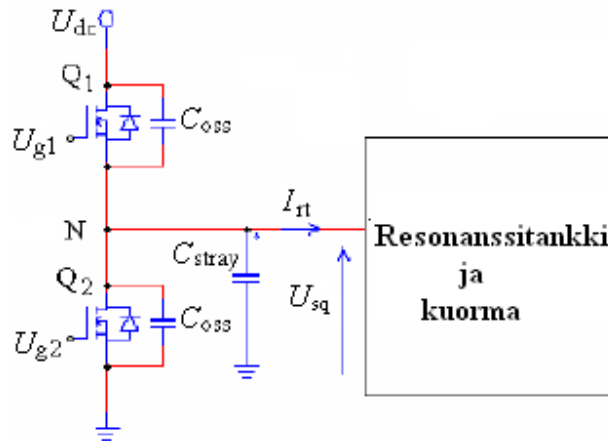 Udc
Q1
Coss
Ug1
Irt
N
Cstray
Resonanssitankki
ja
kuorma
Usq
Q2
Coss
Ug2